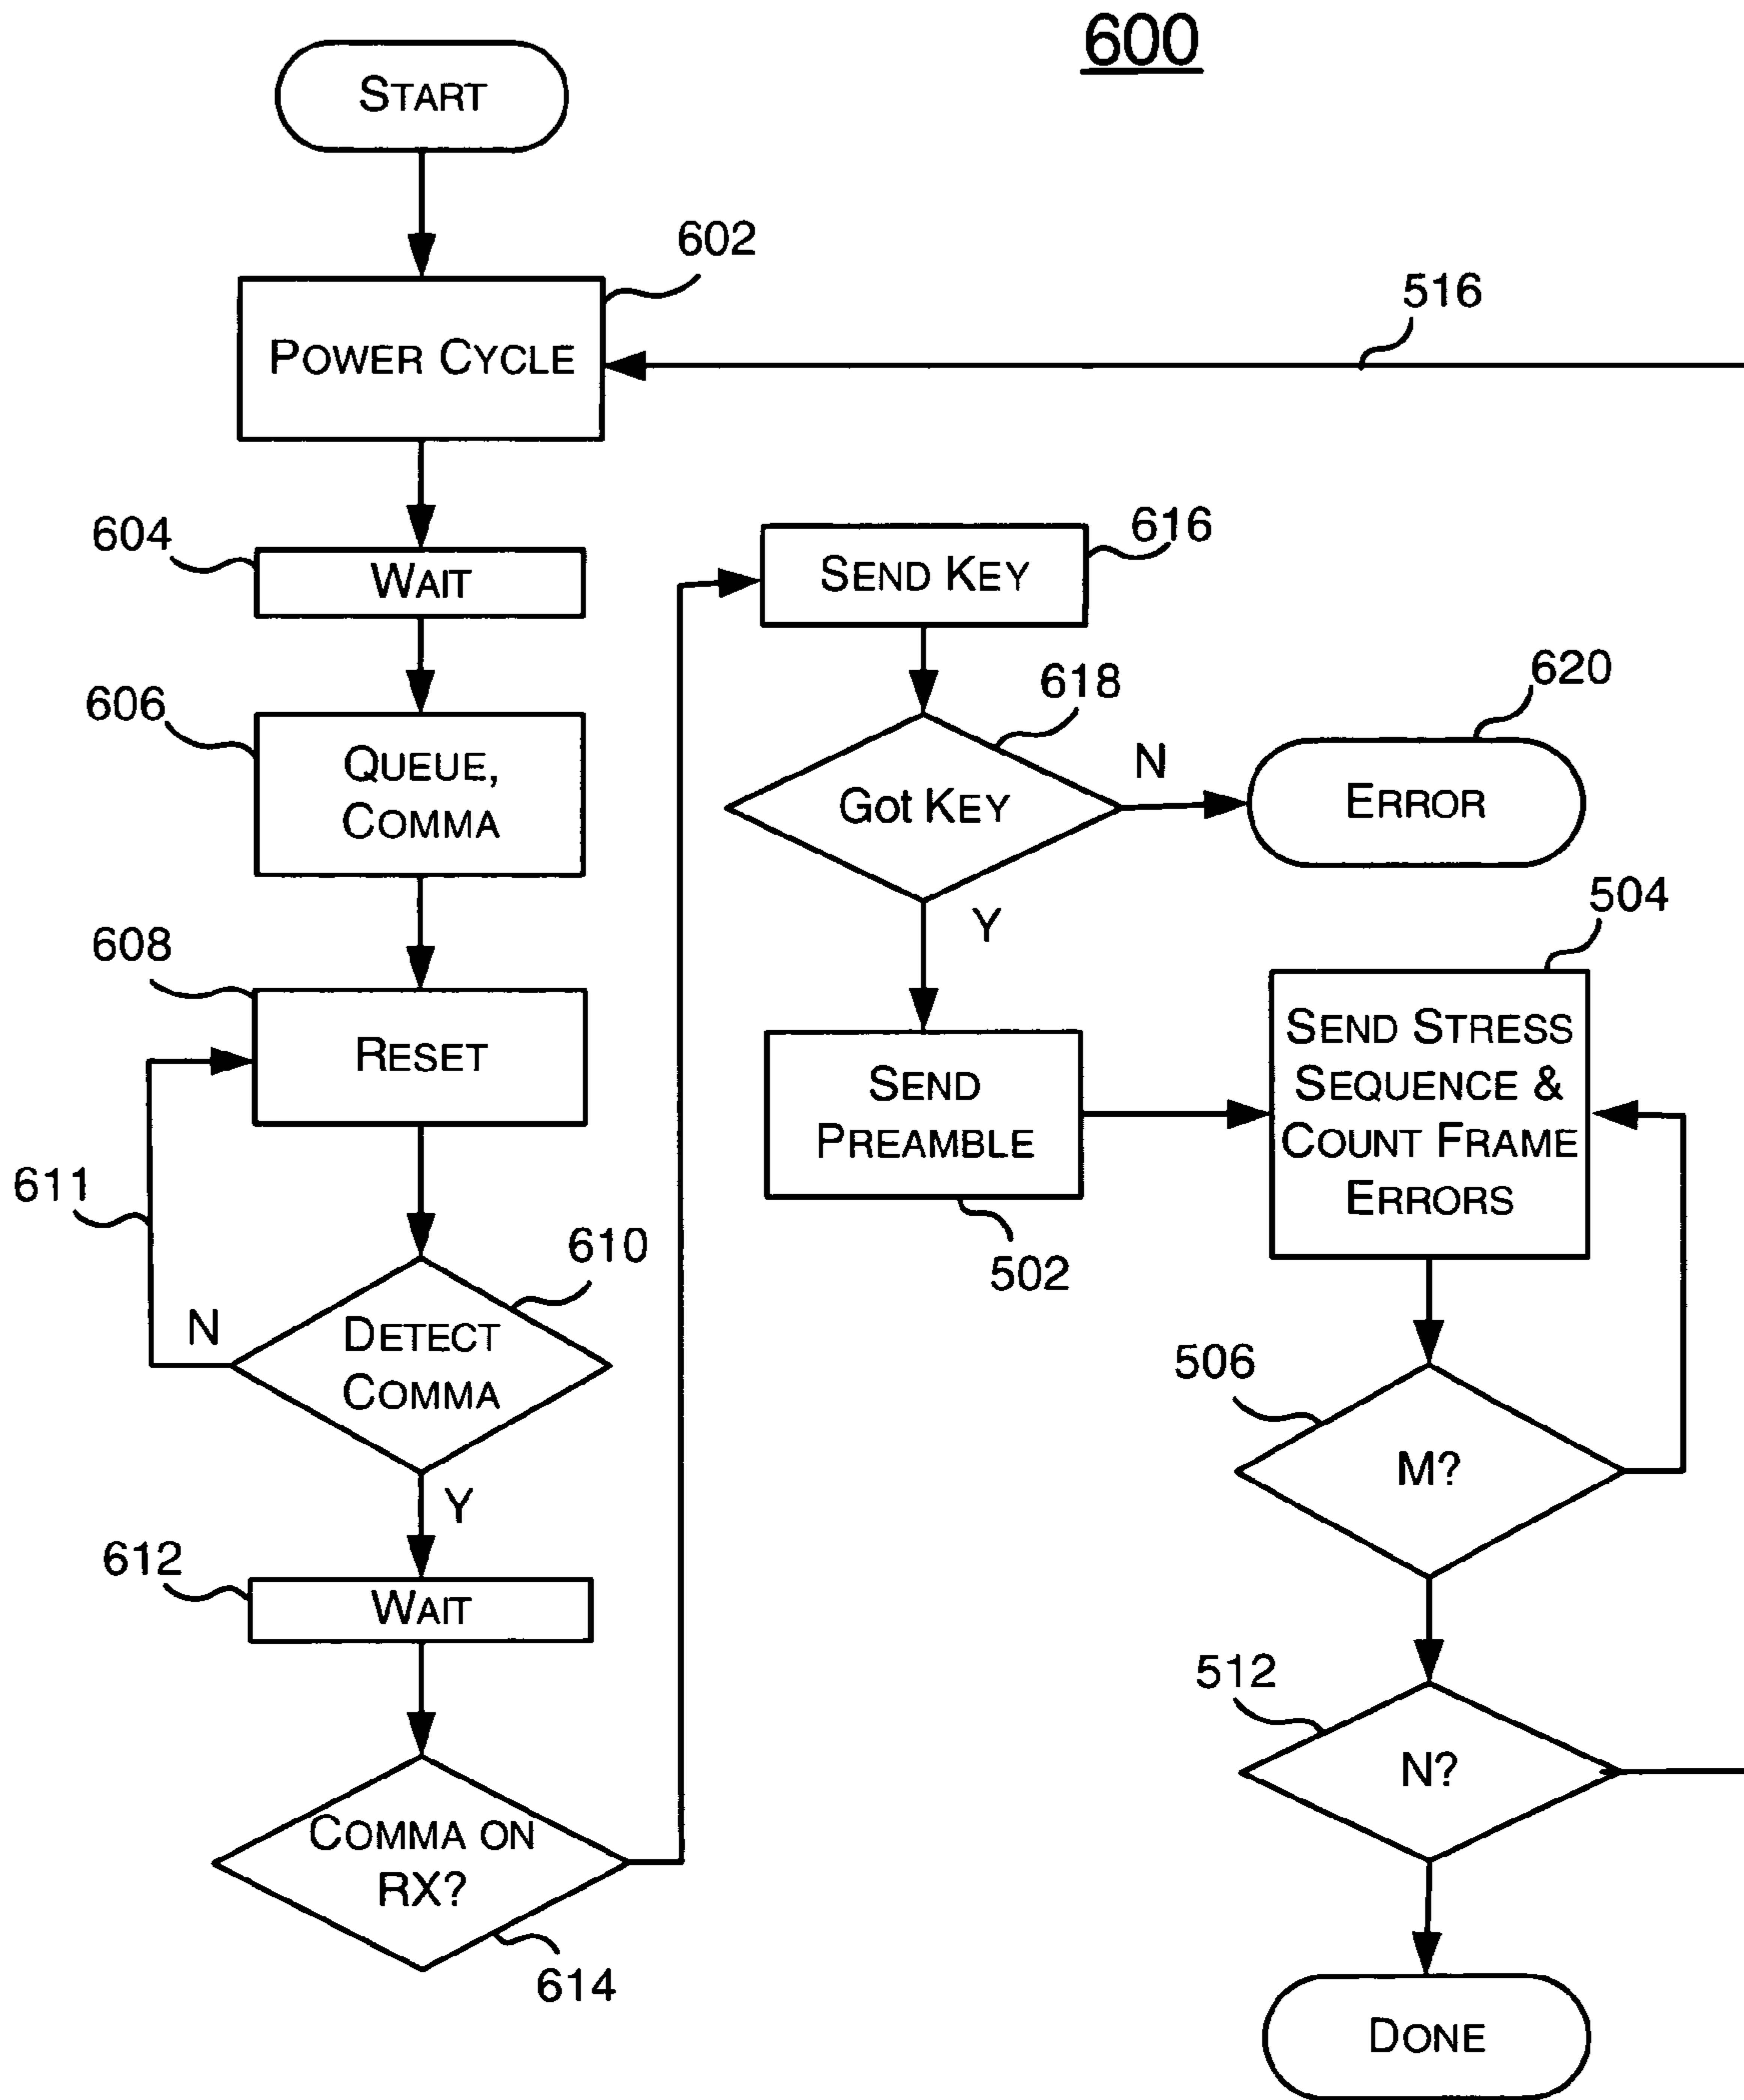 600
START
602
POWER CYCLE
516
604
WAIT
606
QUEUE,
COMMA
608
RESET
611
610
N
DETECT
COMMA
Y
612
WAIT
COMMA ON
RX?
614
616
SEND KEY
618
Got KEY
N
620
ERROR
Y
SEND
PREAMBLE
502
504
SEND STRESS
SEQUENCE &
COUNT FRAME
ERRORS
506
M?
512
N?
DONE